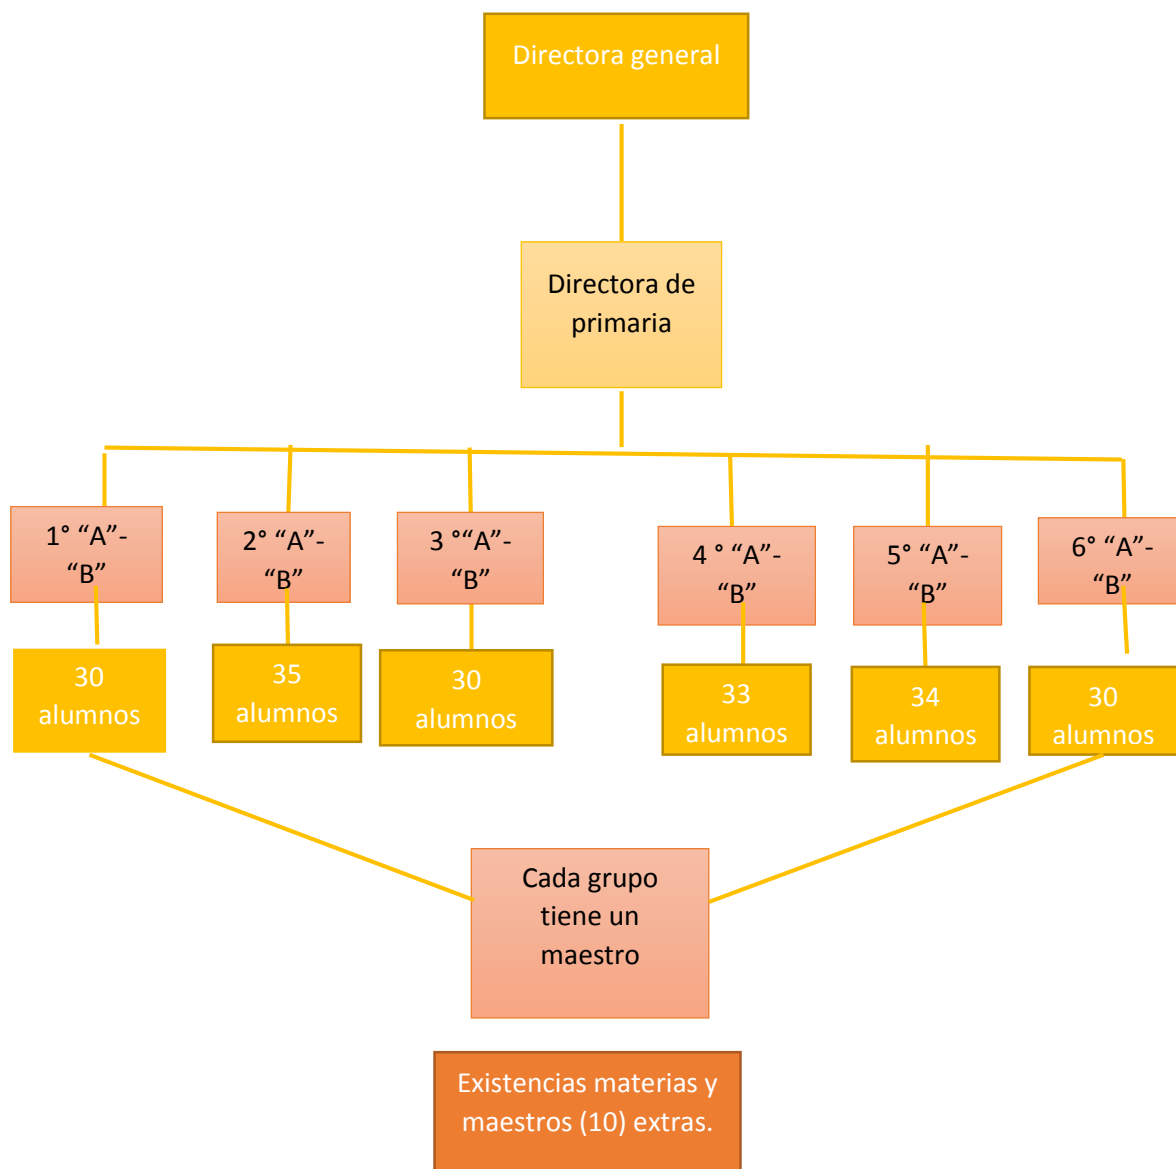 Directora general
Directora de
primaria
1° “A”-
“B”
2° “A”-
“B”
3 °“A”-
“B”
4 ° “A”-
“B”
5° “A”-
“B”
6° “A”-
“B”
30
alumnos
35
alumnos
30
alumnos
33
alumnos
34
alumnos
30
alumnos
Cada grupo
tiene un
maestro
Existencias materias y
maestros (10) extras.